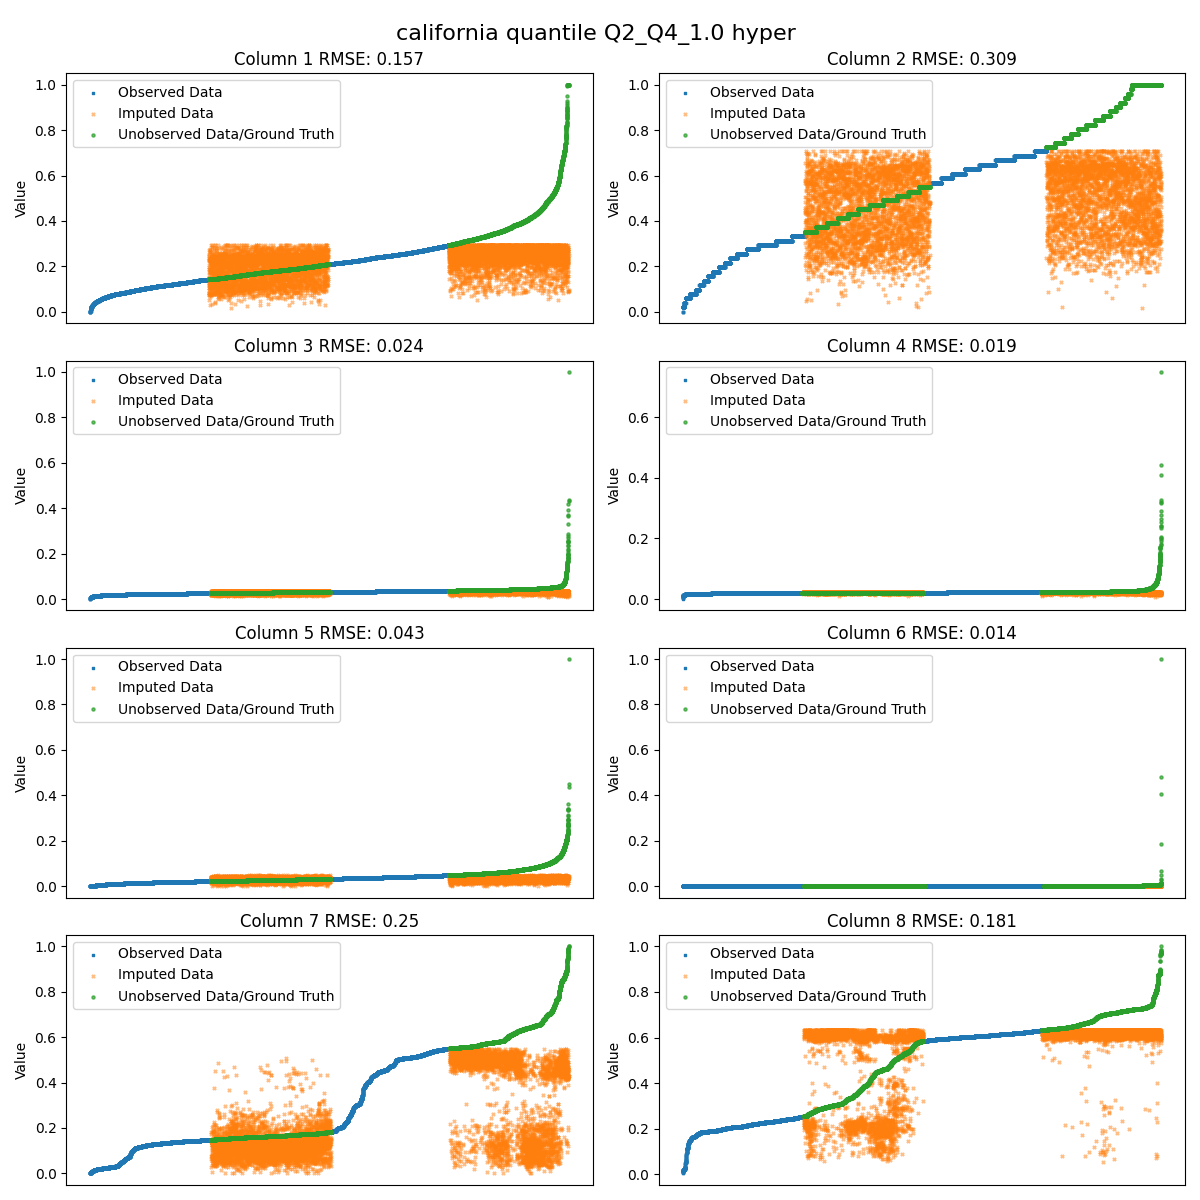 california quantile Q2_Q4_1.0 hyper
Column 1 RMSE: 0.157
Observed Data
Imputed Data
Unobserved Data/Ground Truth
Value
1.0
0.8
0.6
0.4
0.2
0.0
Column 2 RMSE: 0.309
Observed Data
Imputed Data
Unobserved Data/Ground Truth
Value
1.0
0.8
0.6
0.4
0.2
0.0
Column 3 RMSE: 0.024
Observed Data
Imputed Data
Unobserved Data/Ground Truth
Value
1.0
0.8
0.6
0.4
0.2
0.0
Column 4 RMSE: 0.019
Observed Data
Imputed Data
Unobserved Data/Ground Truth
Value
0.6
0.4
0.2
0.0
Column 5 RMSE: 0.043
Observed Data
Imputed Data
Unobserved Data/Ground Truth
Value
1.0
0.8
0.6
0.4
0.2
0.0
Column 6 RMSE: 0.014
Observed Data
Imputed Data
Unobserved Data/Ground Truth
Value
1.0
0.8
0.6
0.4
0.2
0.0
Column 7 RMSE: 0.25
Observed Data
Imputed Data
Unobserved Data/Ground Truth
Value
1.0
0.8
0.6
0.4
0.2
0.0
Column 8 RMSE: 0.181
Observed Data
Imputed Data
Unobserved Data/Ground Truth
Value
1.0
0.8
0.6
0.4
0.2
0.0